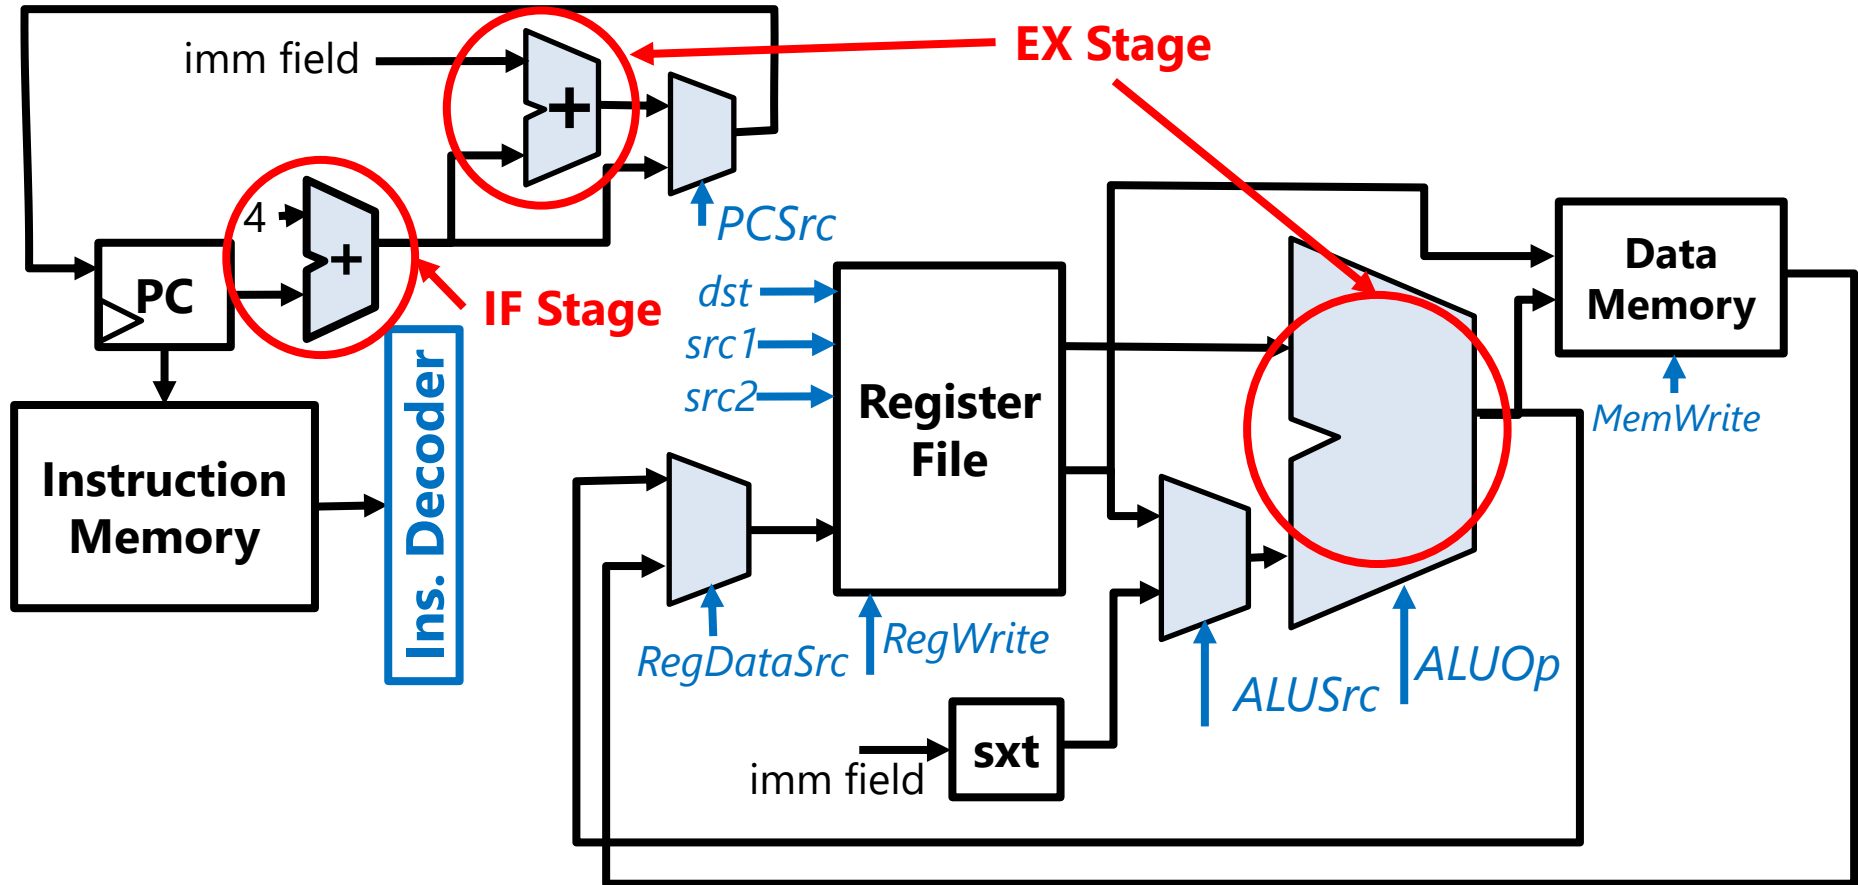 imm field
+
EX Stage
4
+
PCSrc
PC
IF Stage
dst
src1
src2
Data
Memory
MemWrite
Register
File
Instruction
Memory
Ins. Decoder
RegDataSrc
RegWrite
ALUSrc
ALUOp
sxt
imm field